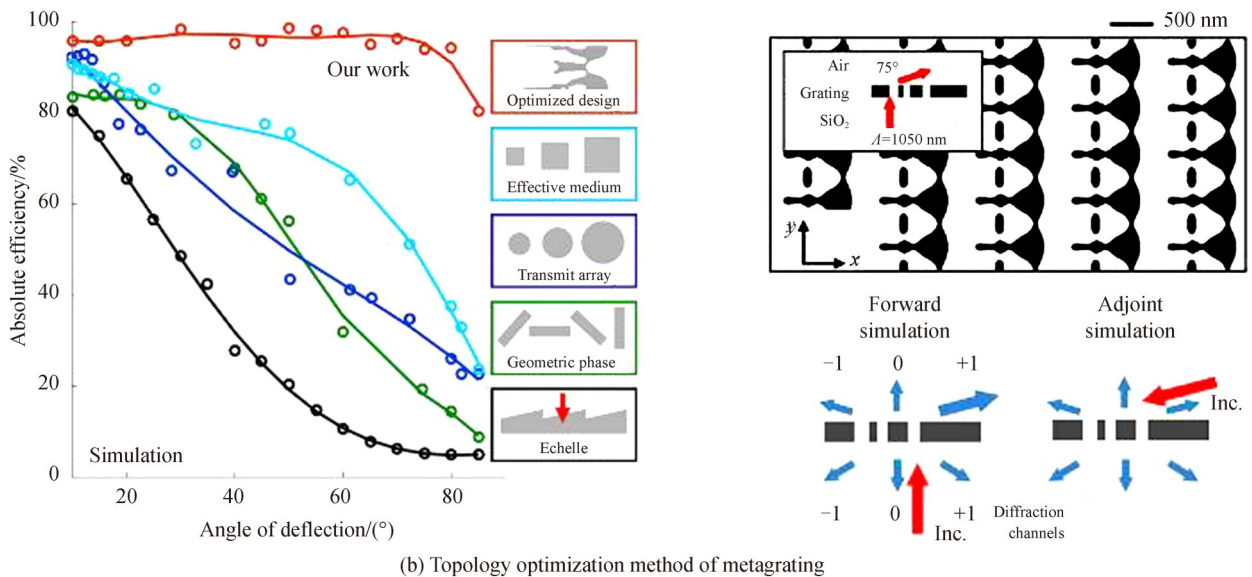 100
80
60
40
20
0
Absolute efficiency/%
20
40
60
80
Angle of deflection/(°)
Our work
Simulation
Optimized design
Effective medium
Transmit array
Geometric phase
Echelle
500 nm
Air
75°
Grating
SiO₂
Λ=1050 nm
y
x
Forward
simulation
−1
0
+1
−1
0
+1
Inc.
Diffraction
channels
Adjoint
simulation
Inc.
(b) Topology optimization method of metagrating